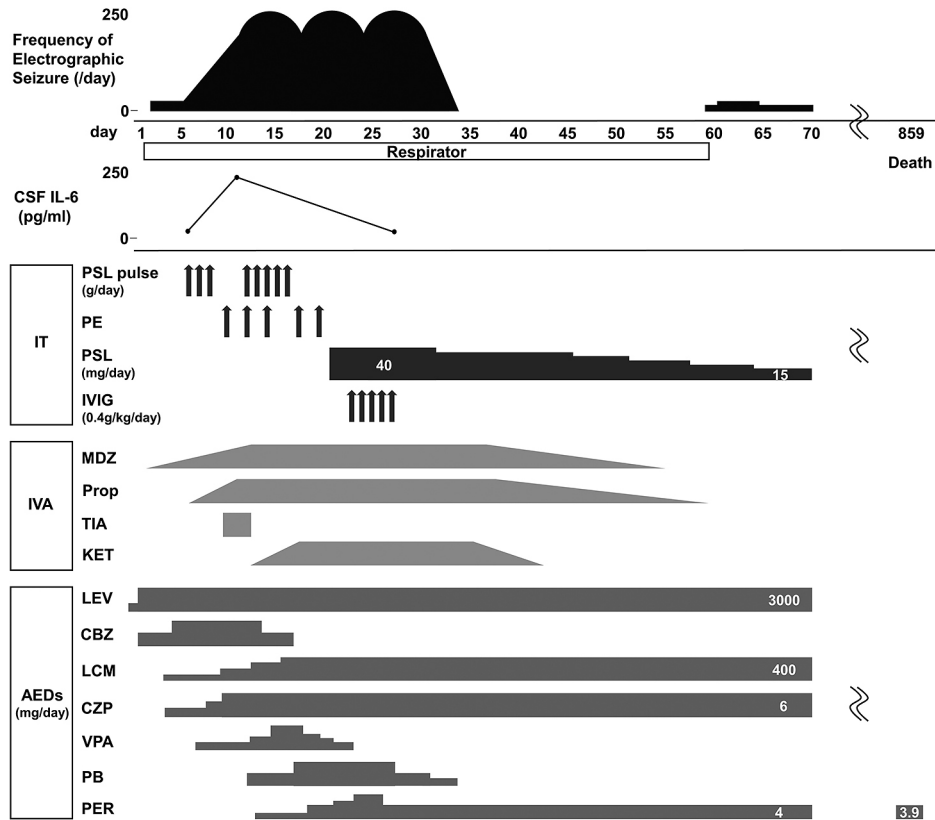 250
Frequency of
Electrographic
Seizure (/day)
0
day 1 5 10 15 20 25 30 35 40 45 50 55 60 65 70 859
Respirator
Death
250
CSF IL-6
(pg/ml)
0
IT
PSL pulse
(g/day)
PE
PSL
(mg/day)
40
15
IVIG
(0.4g/kg/day)
IVA
MDZ
Prop
TIA
KET
AEDs
(mg/day)
LEV 3000
CBZ
LCM 400
CZP 6
VPA
PB
PER 4 3.9